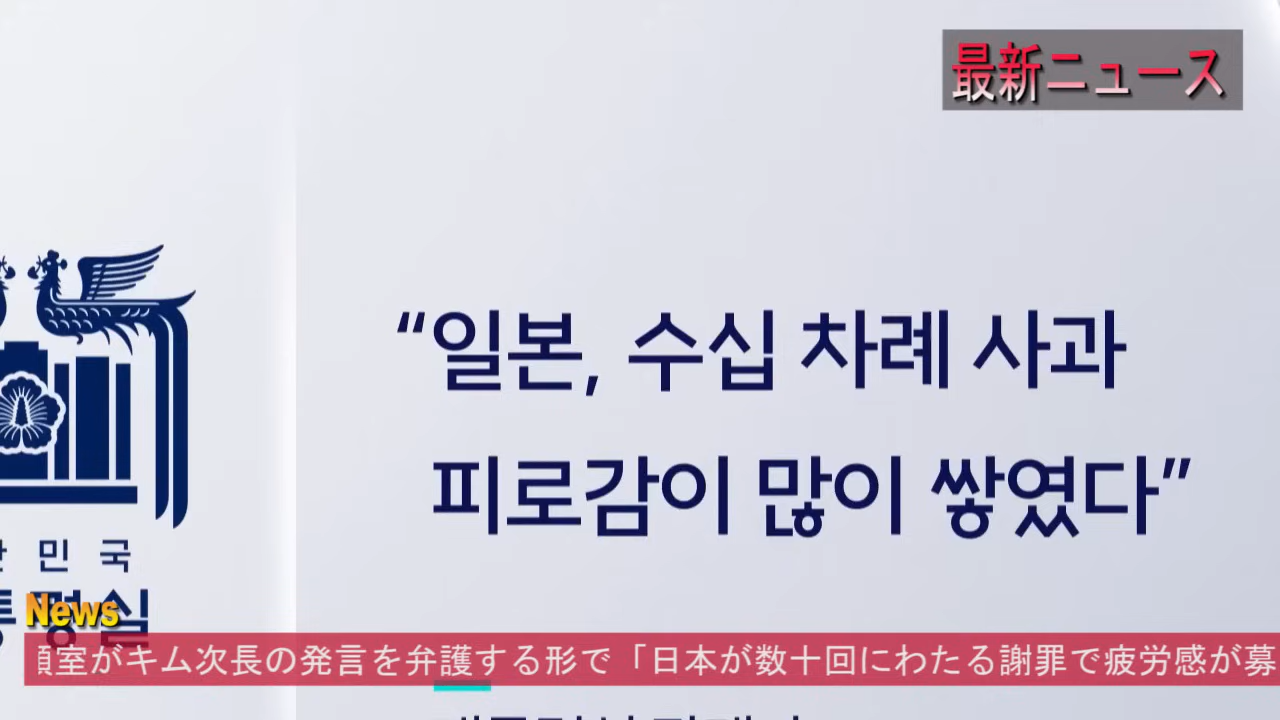 最新ニュース
“일본, 수십 차례 사과
피로감이 많이 쌓였다”
민국
News
室がキム次長の発言を弁護する形で「日本が数十回にわたる謝罪で疲労感が募